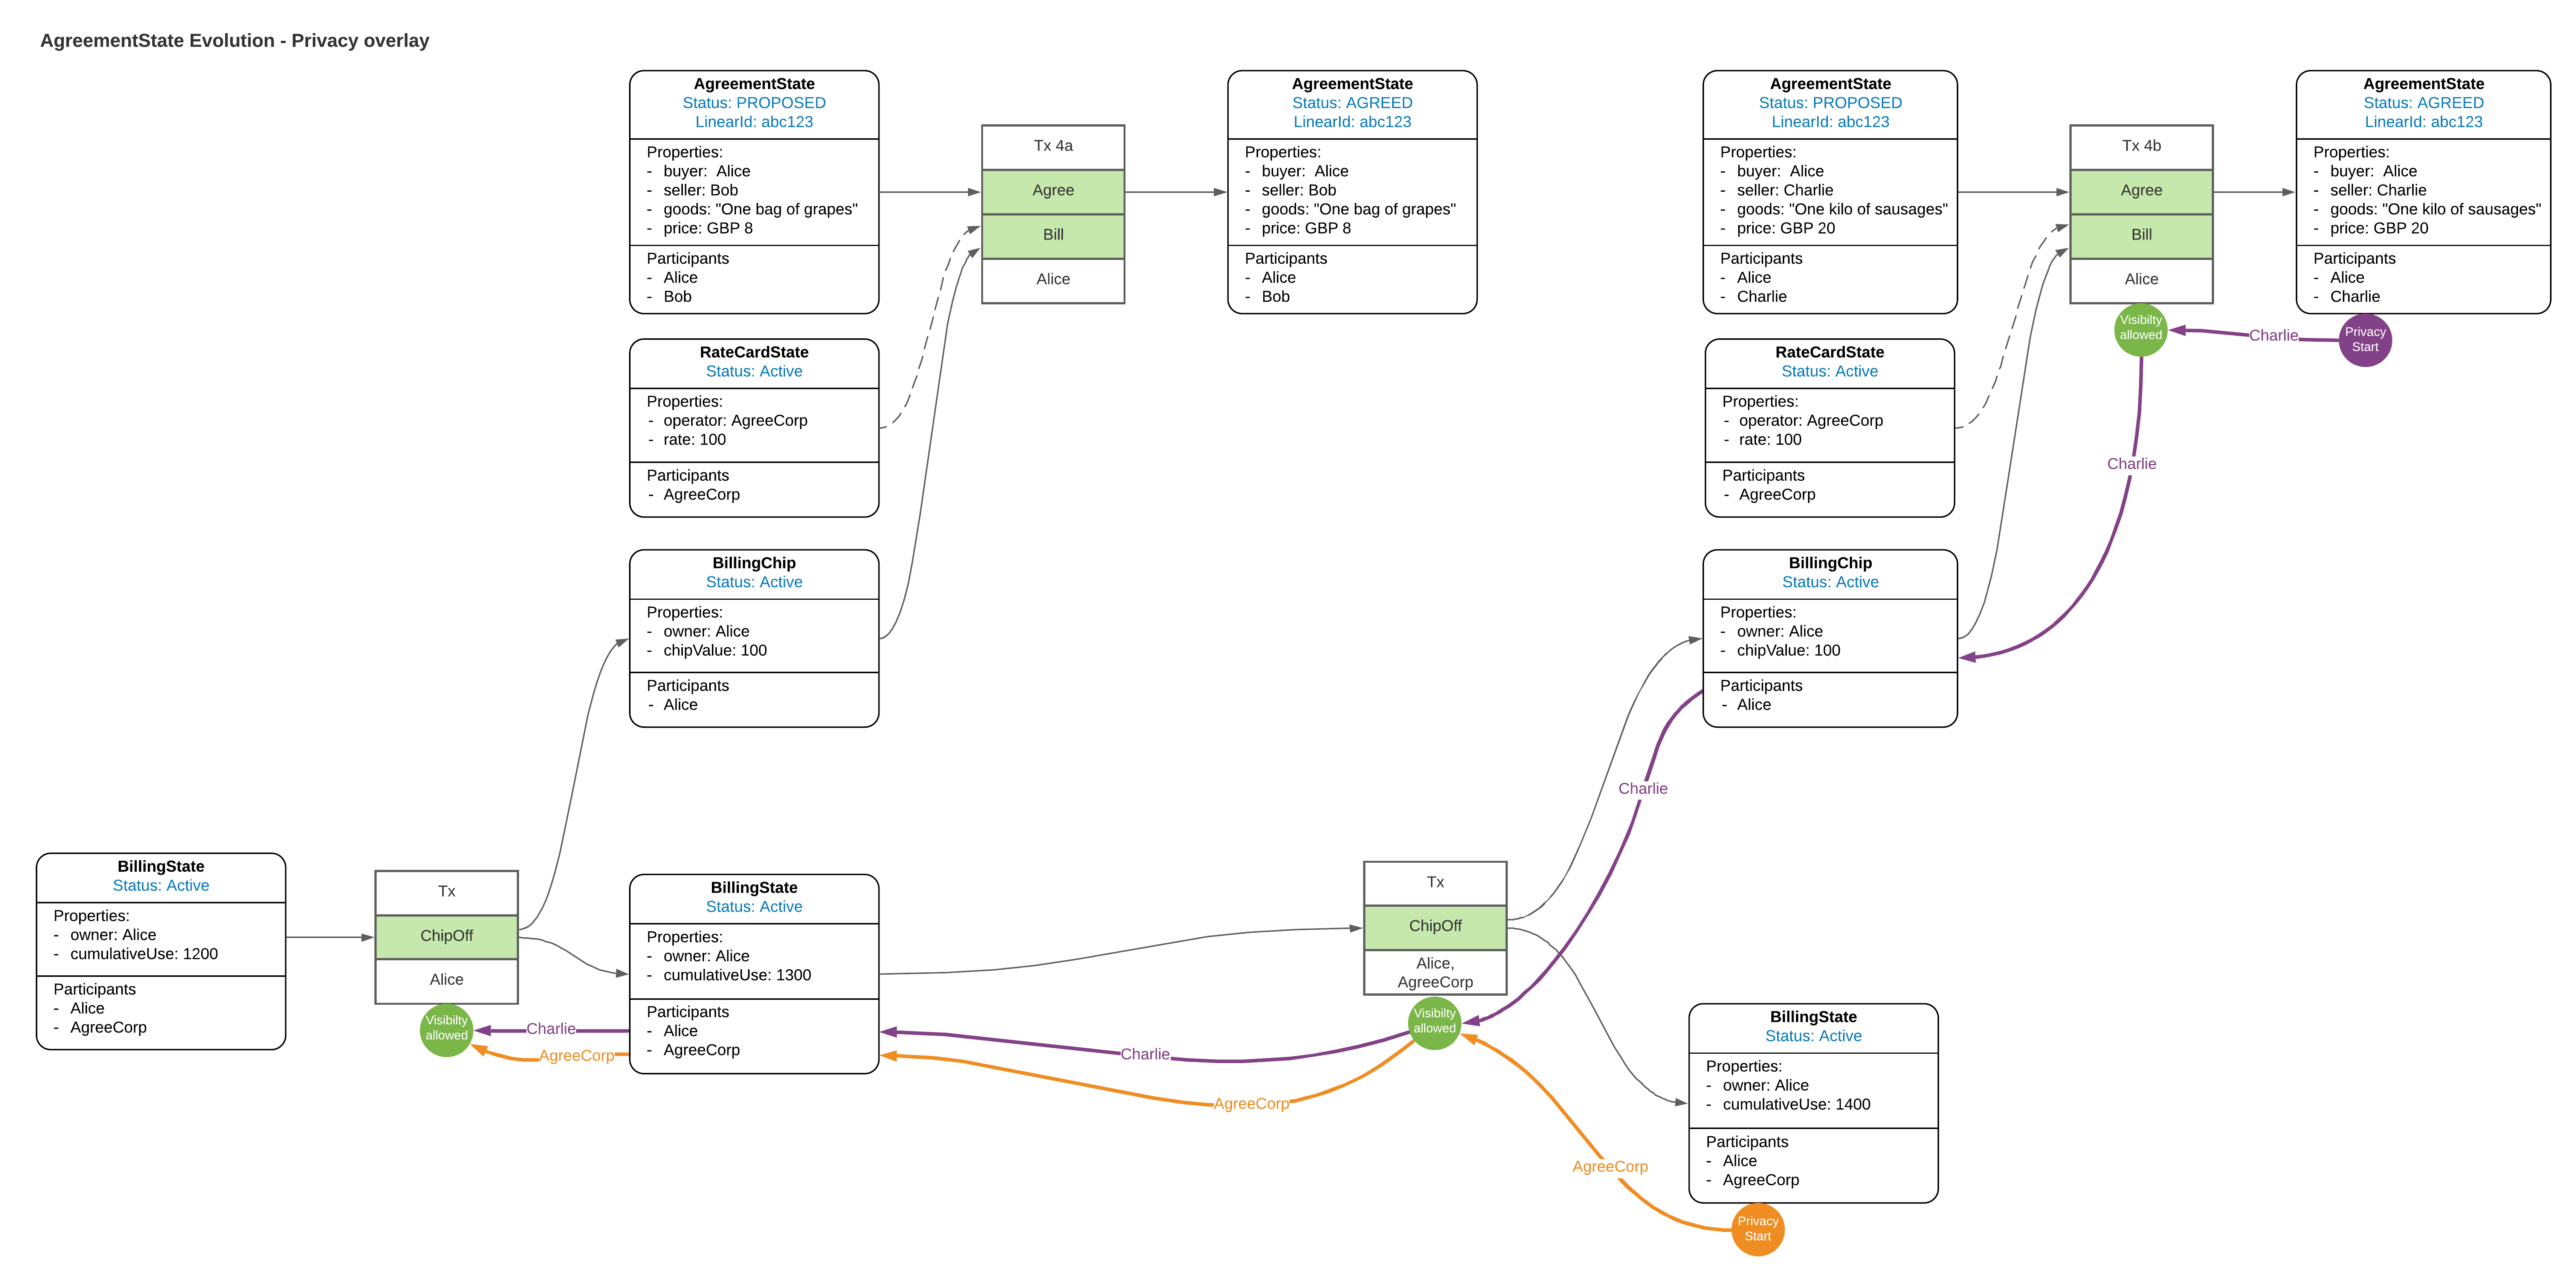 AgreementState Evolution - Privacy overlay
AgreementState
Status: PROPOSED
LinearId: abc123
Properties:
- buyer: Alice
- seller: Bob
- goods: "One bag of grapes"
- price: GBP 8
Participants
- Alice
- Bob
Tx 4a
Agree
Bill
Alice
AgreementState
Status: AGREED
LinearId: abc123
Properties:
- buyer: Alice
- seller: Bob
- goods: "One bag of grapes"
- price: GBP 8
Participants
- Alice
- Bob
AgreementState
Status: PROPOSED
LinearId: abc123
Properties:
- buyer: Alice
- seller: Charlie
- goods: "One kilo of sausages"
- price: GBP 20
Participants
- Alice
- Charlie
Tx 4b
Agree
Bill
Alice
Visibilty
allowed
AgreementState
Status: AGREED
LinearId: abc123
Properties:
- buyer: Alice
- seller: Charlie
- goods: "One kilo of sausages"
- price: GBP 20
Participants
- Alice
- Charlie
Charlie
Privacy
Start
RateCardState
Status: Active
Properties:
- operator: AgreeCorp
- rate: 100
Participants
- AgreeCorp
RateCardState
Status: Active
Properties:
- operator: AgreeCorp
- rate: 100
Participants
- AgreeCorp
Charlie
BillingChip
Status: Active
Properties:
- owner: Alice
- chipValue: 100
Participants
- Alice
BillingChip
Status: Active
Properties:
- owner: Alice
- chipValue: 100
Participants
- Alice
Charlie
BillingState
Status: Active
Properties:
- owner: Alice
- cumulativeUse: 1200
Participants
- Alice
- AgreeCorp
Tx
ChipOff
Alice
Visibilty
allowed
Charlie
AgreeCorp
BillingState
Status: Active
Properties:
- owner: Alice
- cumulativeUse: 1300
Participants
- Alice
- AgreeCorp
Charlie
AgreeCorp
Tx
ChipOff
Alice,
AgreeCorp
Visibilty
allowed
AgreeCorp
BillingState
Status: Active
Properties:
- owner: Alice
- cumulativeUse: 1400
Participants
- Alice
- AgreeCorp
Privacy
Start